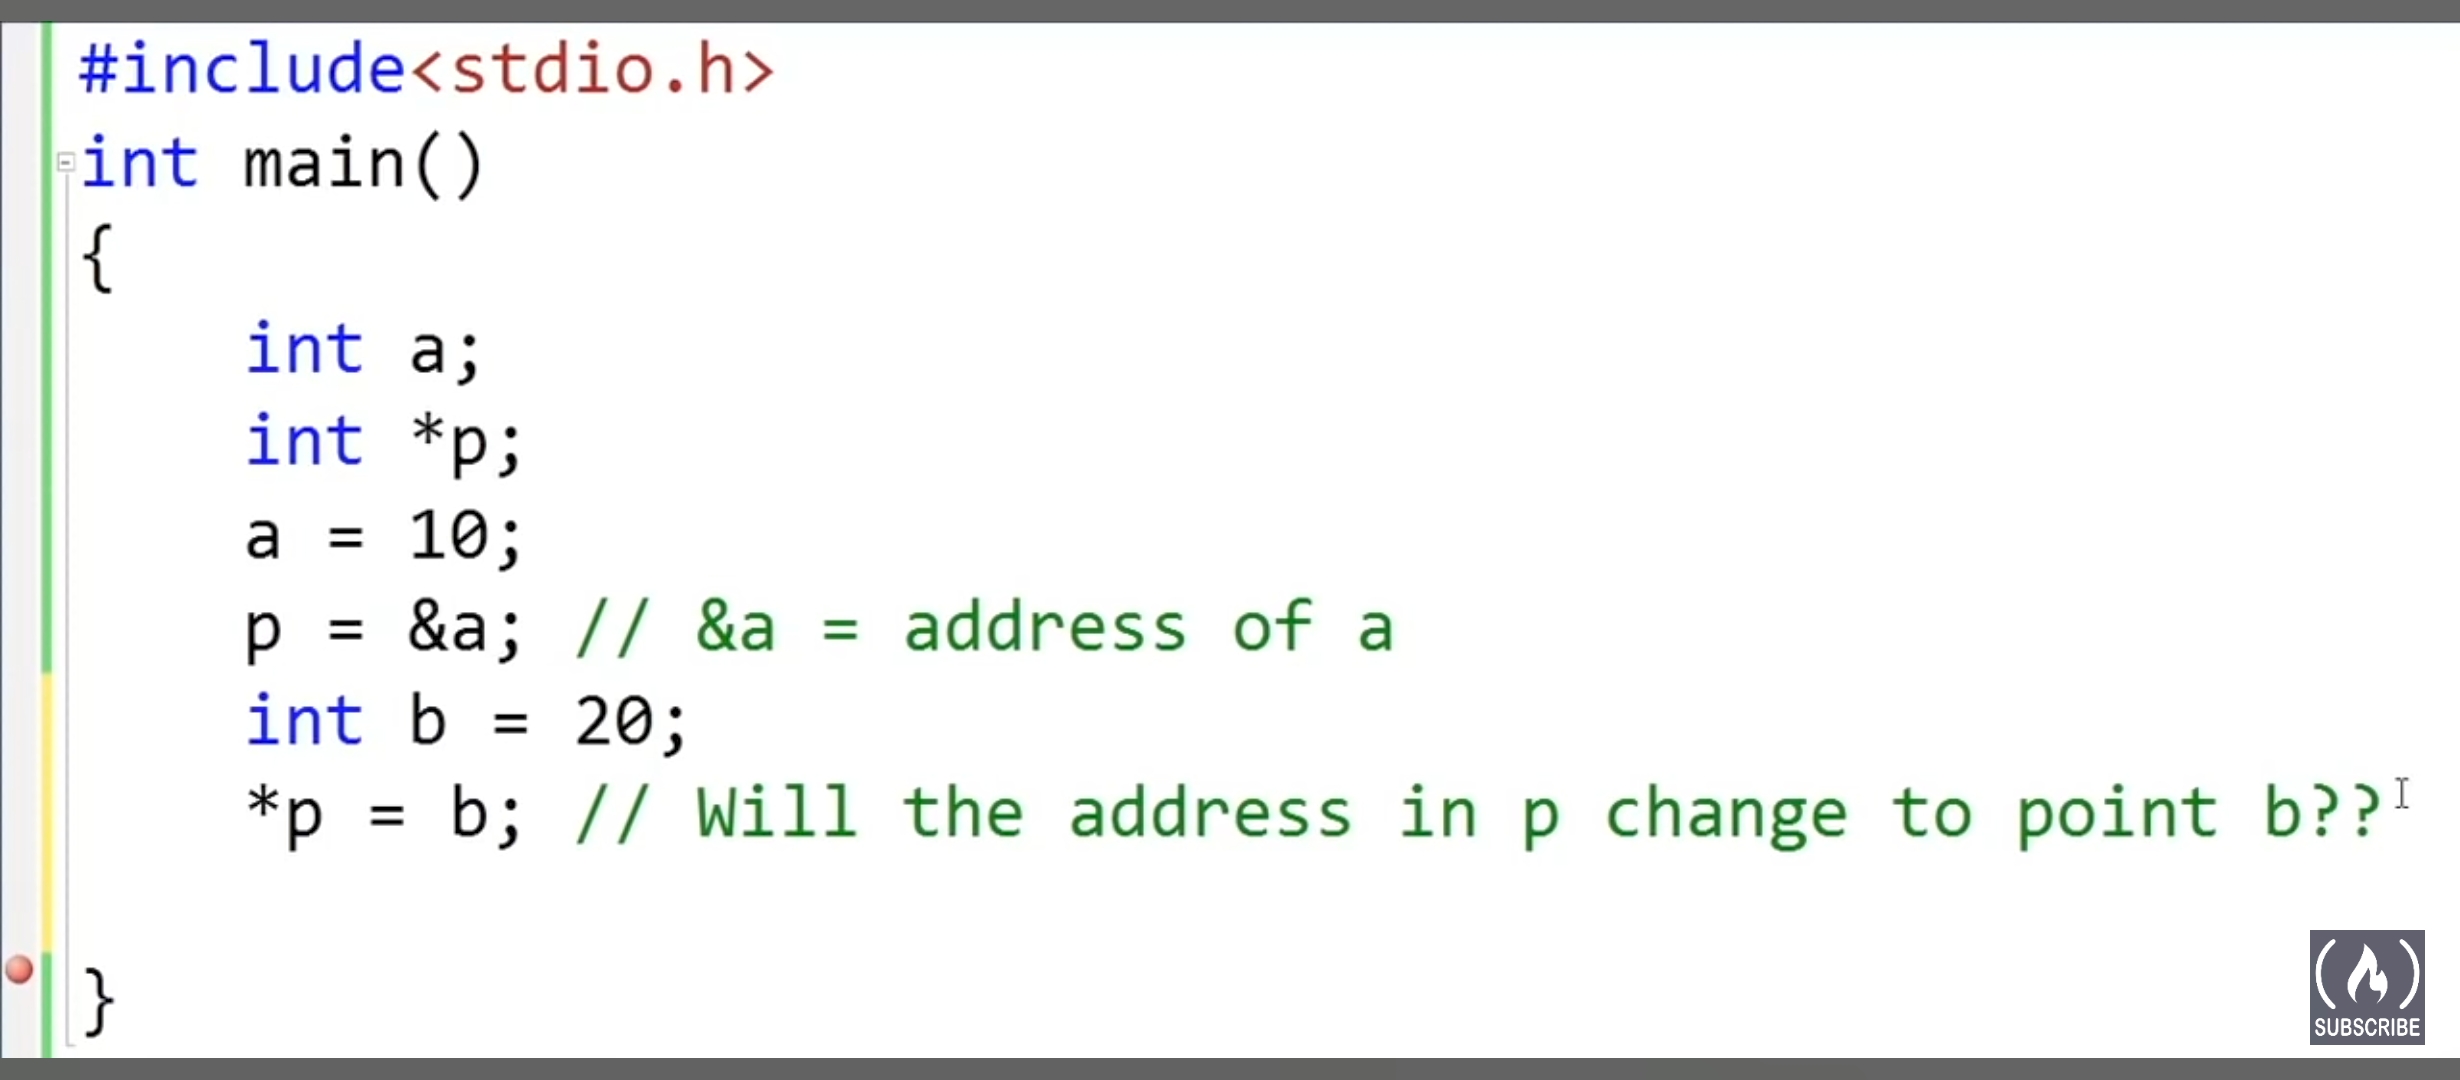 #include<stdio.h>
int main()
{
int a;
int *p;
a = 10;
p = &a; // &a = address of a
int b = 20;
*p = b; // Will the address in p change to point b??
}
SUBSCRIBE